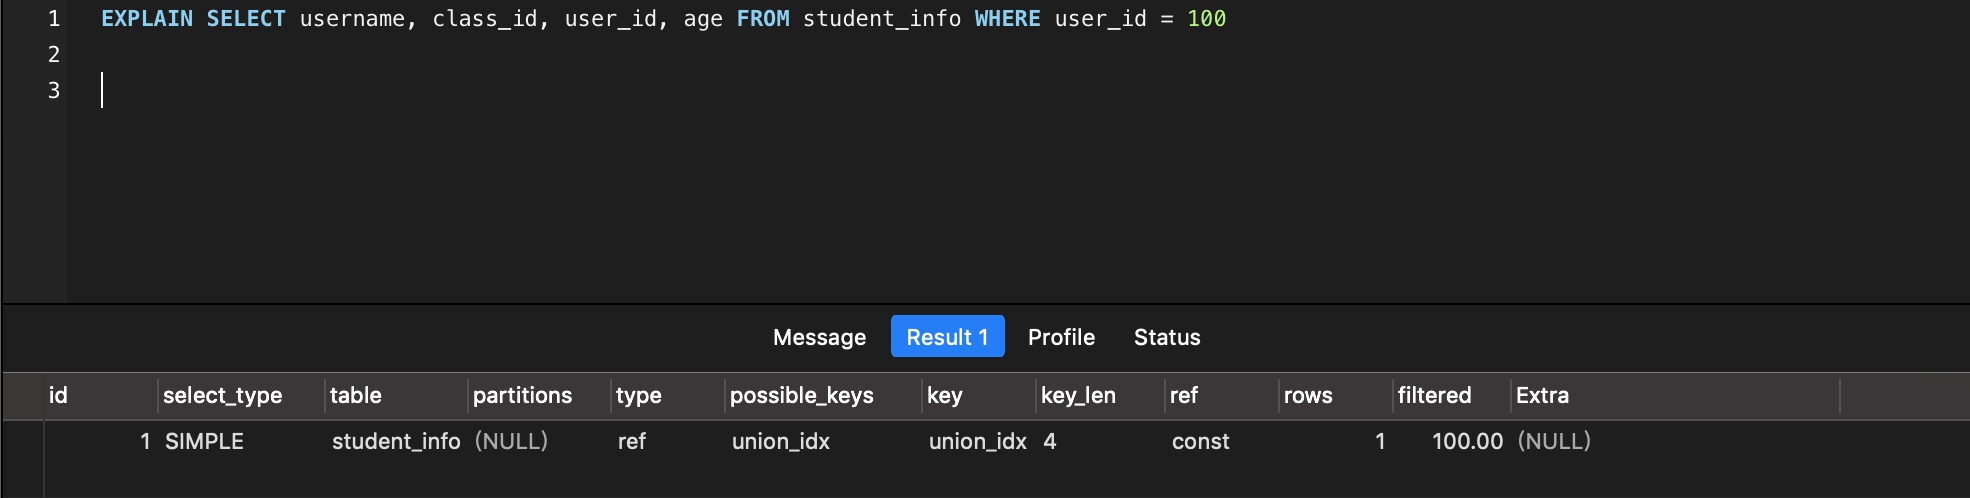 1 EXPLAIN SELECT username, class_id, user_id, age FROM student_info WHERE user_id = 100
2
3
Message Result 1 Profile Status
id select_type table partitions type possible_keys key key_len ref rows filtered Extra
1 SIMPLE student_info (NULL) ref union_idx union_idx 4 const 1 100.00 (NULL)